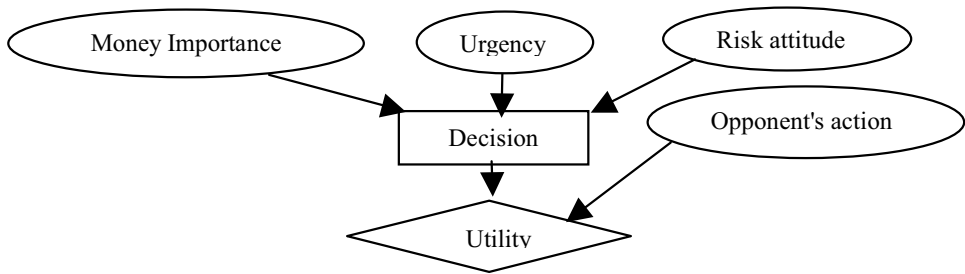 Money Importance
Urgency
Risk attitude
Opponent's action
Decision
Utility